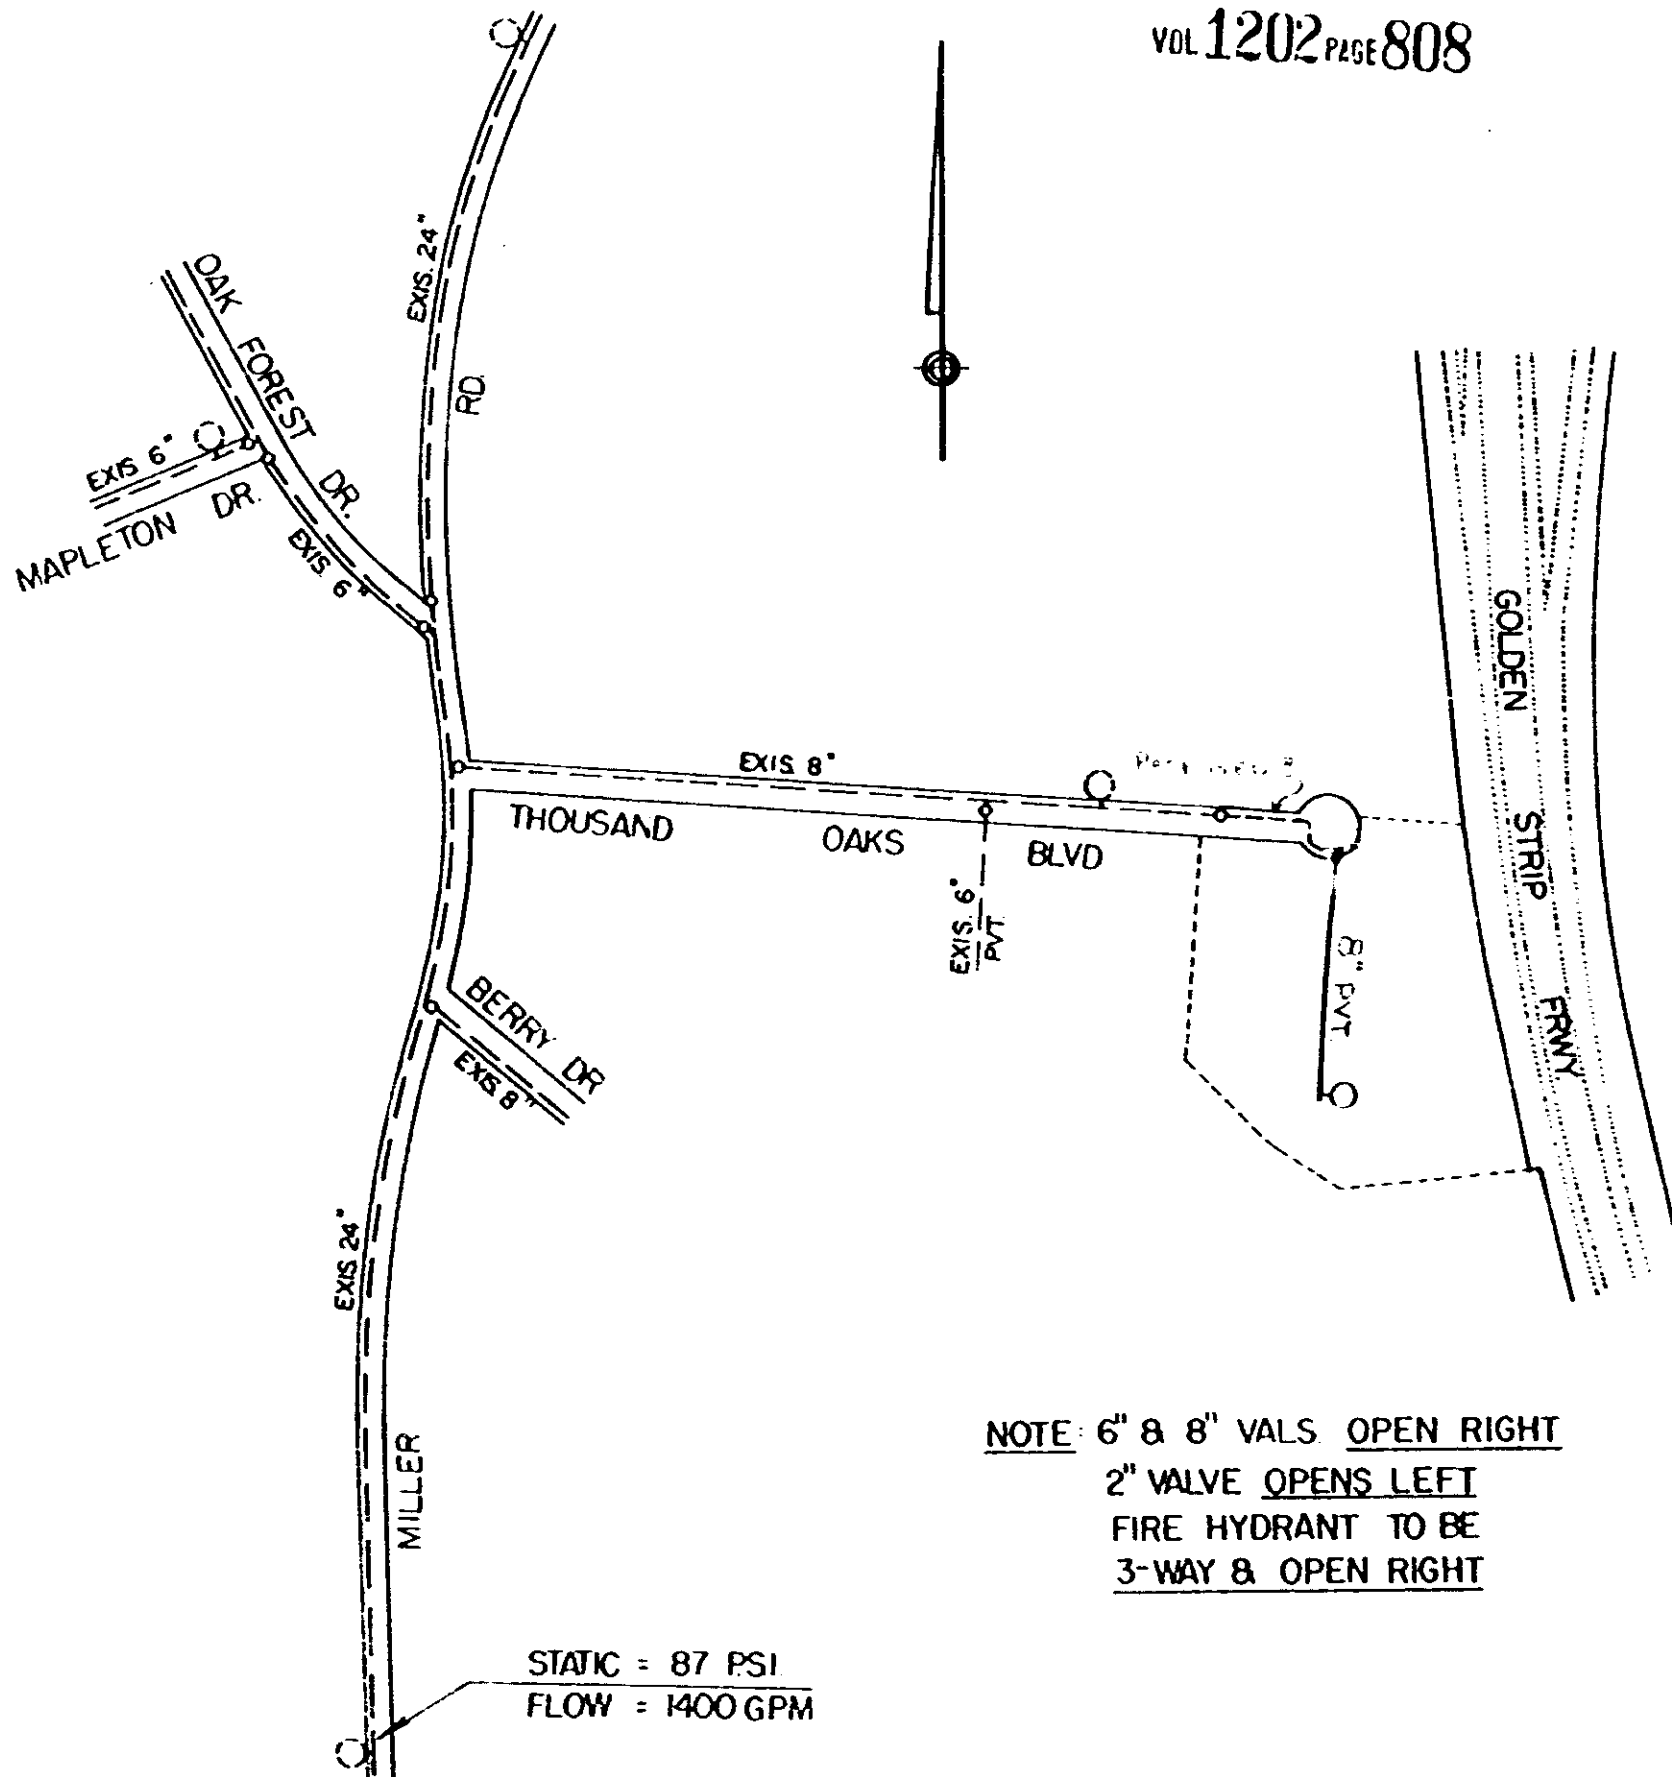 VOL 1202 PAGE 808
EXIS. 24"
OAK FOREST DR.
RD.
EXIS 6"
MAPLETON DR.
EXIS. 6"
GOLDEN STRIP FRWY.
EXIS. 8"
THOUSAND OAKS BLVD
EXIS. 6"
PVT.
8" PVT.
BERRY DR
EXIS. 8"
EXIS. 24"
MILLER
NOTE: 6" & 8" VALS. OPEN RIGHT
2" VALVE OPENS LEFT
FIRE HYDRANT TO BE
3-WAY & OPEN RIGHT
STATIC = 87 P.S.I.
FLOW = 1400 GPM